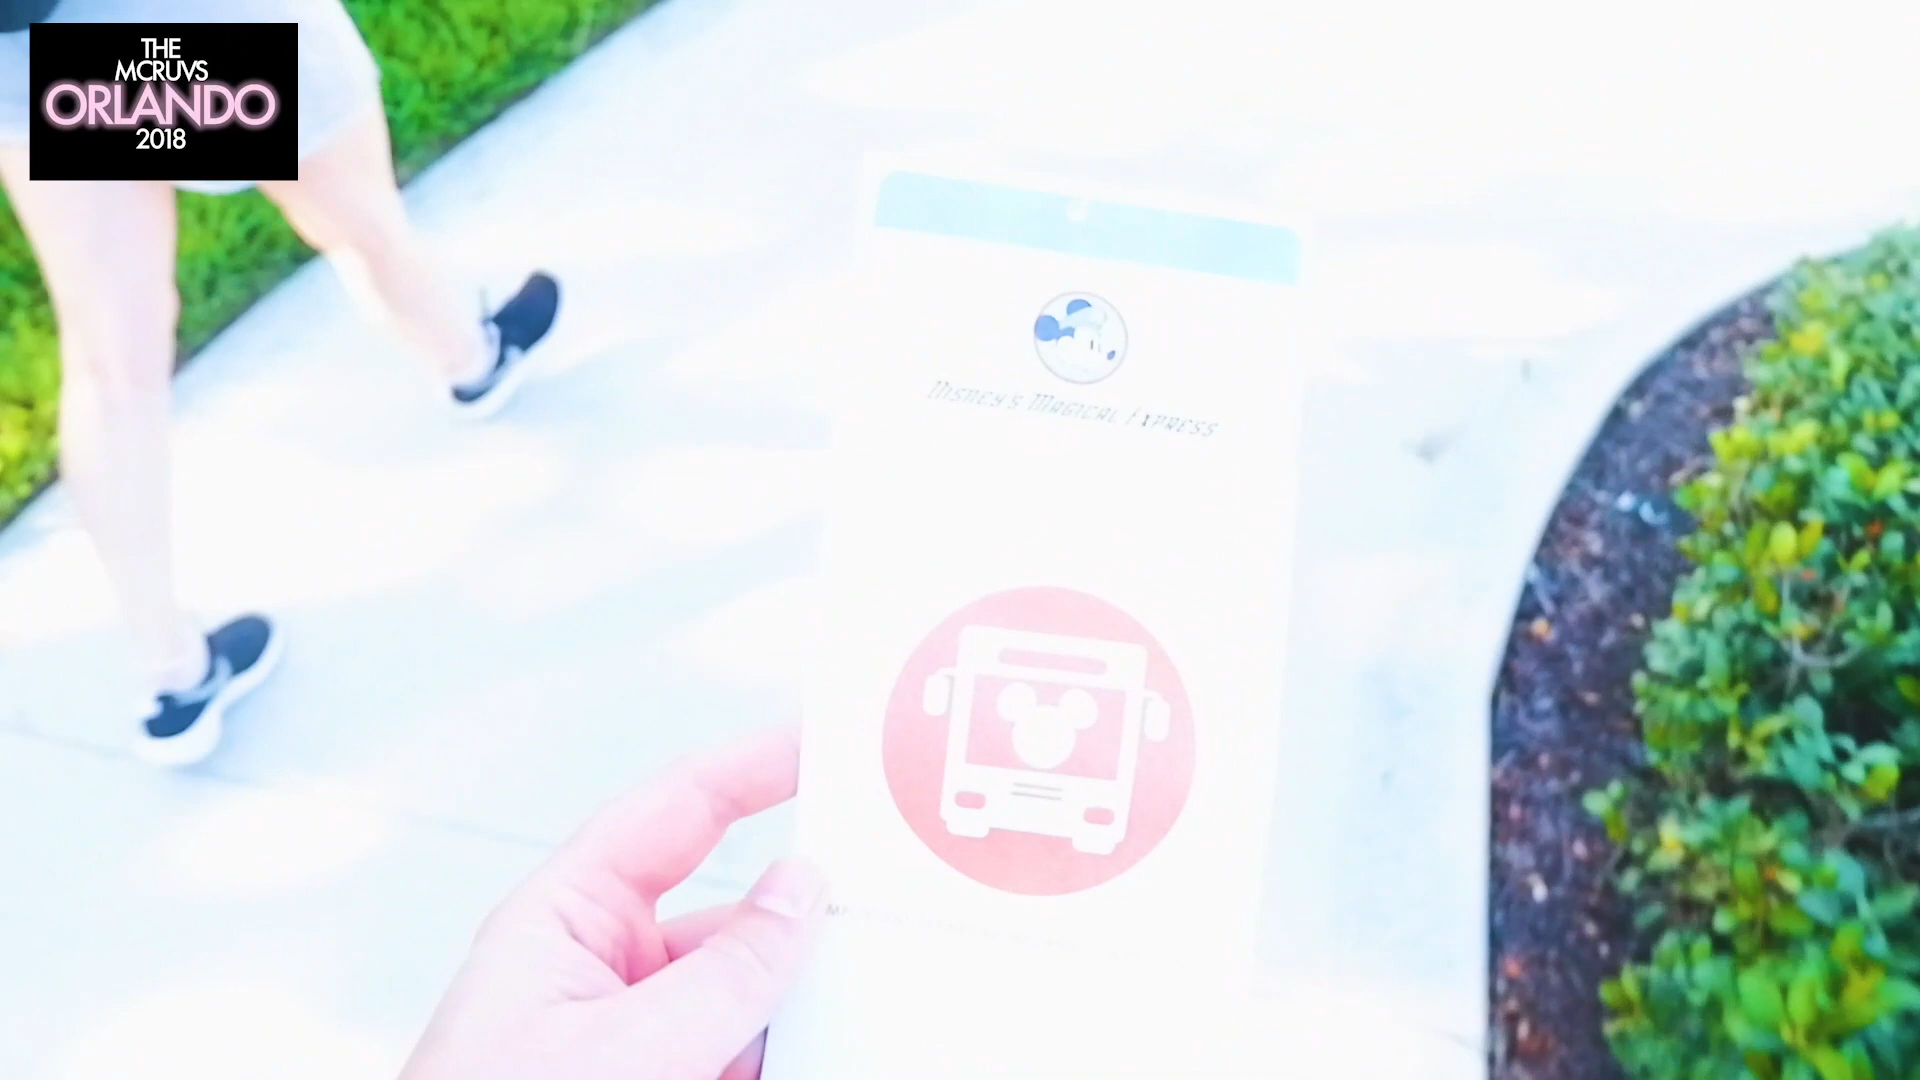 THE
MCRUVS
ORLANDO
2018
Disney's Magical Express